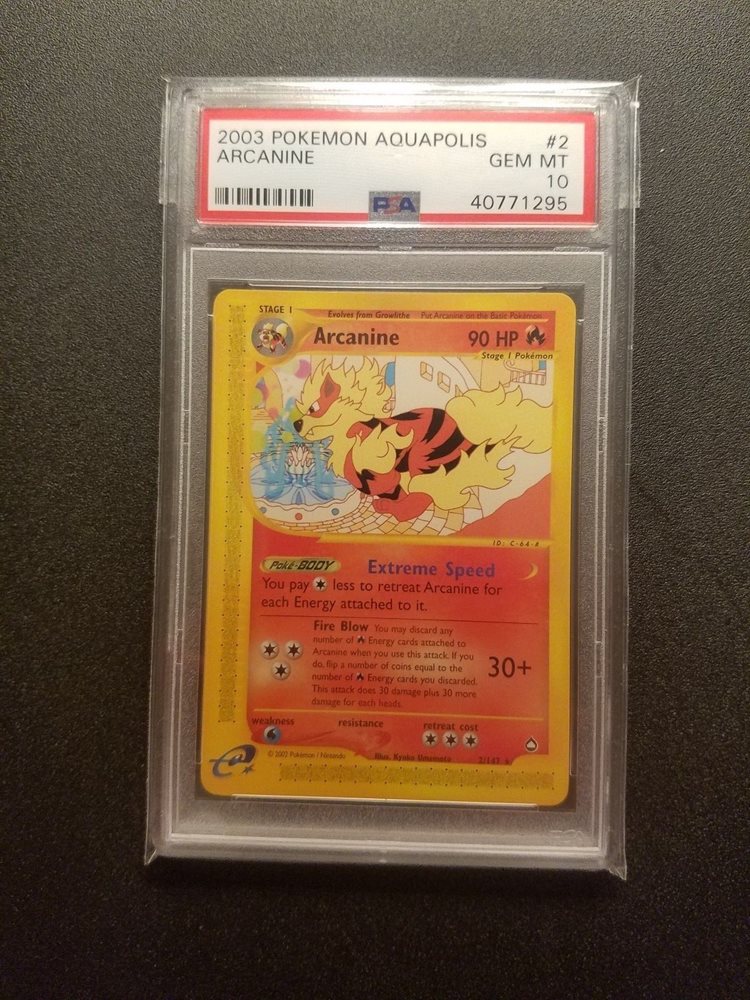 2003 POKEMON AQUAPOLIS #2
ARCANINE GEM MT
10
PSA 40771295
STAGE 1 Evolves from Growlithe Put Arcanine on the Basic Pokémon
Arcanine 90 HP
Stage 1 Pokémon
ID: C-64-#
Poké-BODY Extreme Speed
You pay less to retreat Arcanine for
each Energy attached to it.
Fire Blow You may discard any
number of Energy cards attached to
Arcanine when you use this attack. If you
do, flip a number of coins equal to the
number of Energy cards you discarded.
This attack does 30 damage plus 30 more
damage for each heads.
30+
weakness resistance retreat cost
© 2002 Pokémon / Nintendo Illus. Kyoko Umemoto 2/147 ★